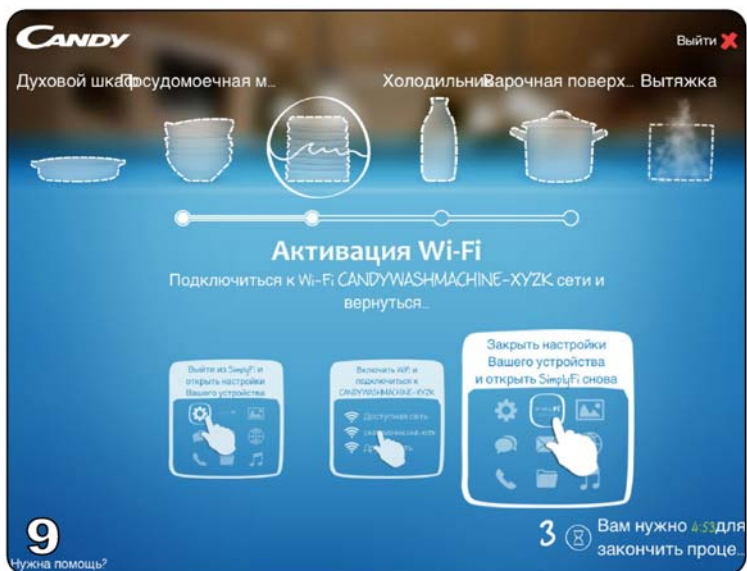 CANDY
Выйти
Духовой шкаф Посудомоечная м... Холодильник Варочная поверх... Вытяжка
Активация Wi-Fi
Подключиться к Wi-Fi CANDYWASHMACHINE-XYZK сети и
вернуться...
Выйти из SimplyFi и
открыть настройки
Вашего устройства
Включить WiFi и
подключиться к
CANDYWASHMACHINE-XYZK
Доступная сеть
Закрыть настройки
Вашего устройства
и открыть SimplyFi снова
9
Нужна помощь?
3
Вам нужно 4:53для
закончить проце...